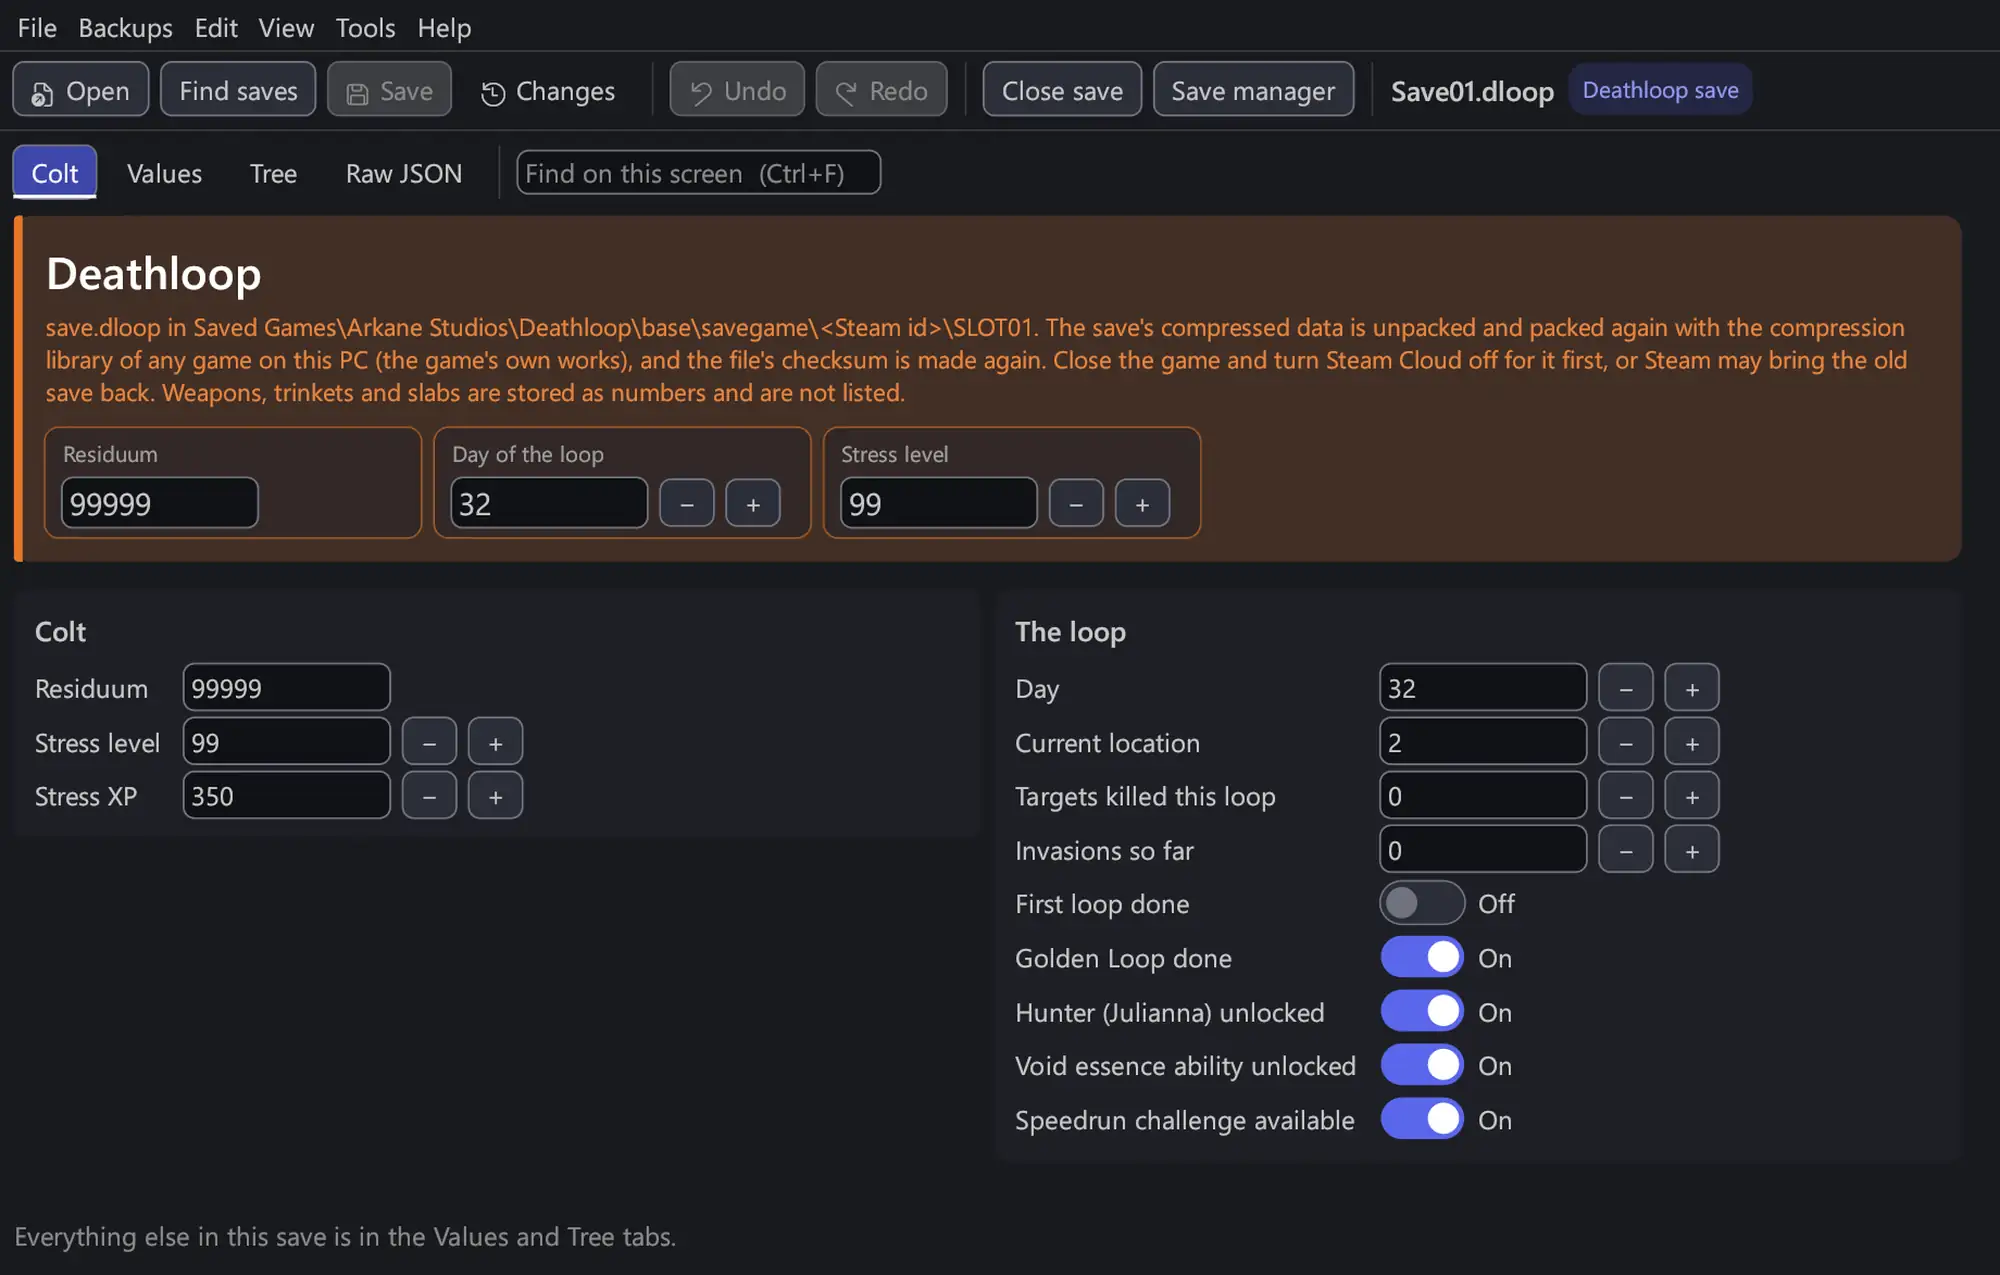 File Backups Edit View Tools Help
Open Find saves Save Changes Undo Redo Close save Save manager Save01.dloop Deathloop save
Colt Values Tree Raw JSON Find on this screen (Ctrl+F)
Deathloop
save.dloop in Saved Games\Arkane Studios\Deathloop\base\savegame\<Steam id>\SLOT01. The save's compressed data is unpacked and packed again with the compression
library of any game on this PC (the game's own works), and the file's checksum is made again. Close the game and turn Steam Cloud off for it first, or Steam may bring the old
save back. Weapons, trinkets and slabs are stored as numbers and are not listed.
Residuum
99999
Day of the loop
32 − +
Stress level
99 − +
Colt
Residuum 99999
Stress level 99 − +
Stress XP 350 − +
The loop
Day 32 − +
Current location 2 − +
Targets killed this loop 0 − +
Invasions so far 0 − +
First loop done Off
Golden Loop done On
Hunter (Julianna) unlocked On
Void essence ability unlocked On
Speedrun challenge available On
Everything else in this save is in the Values and Tree tabs.